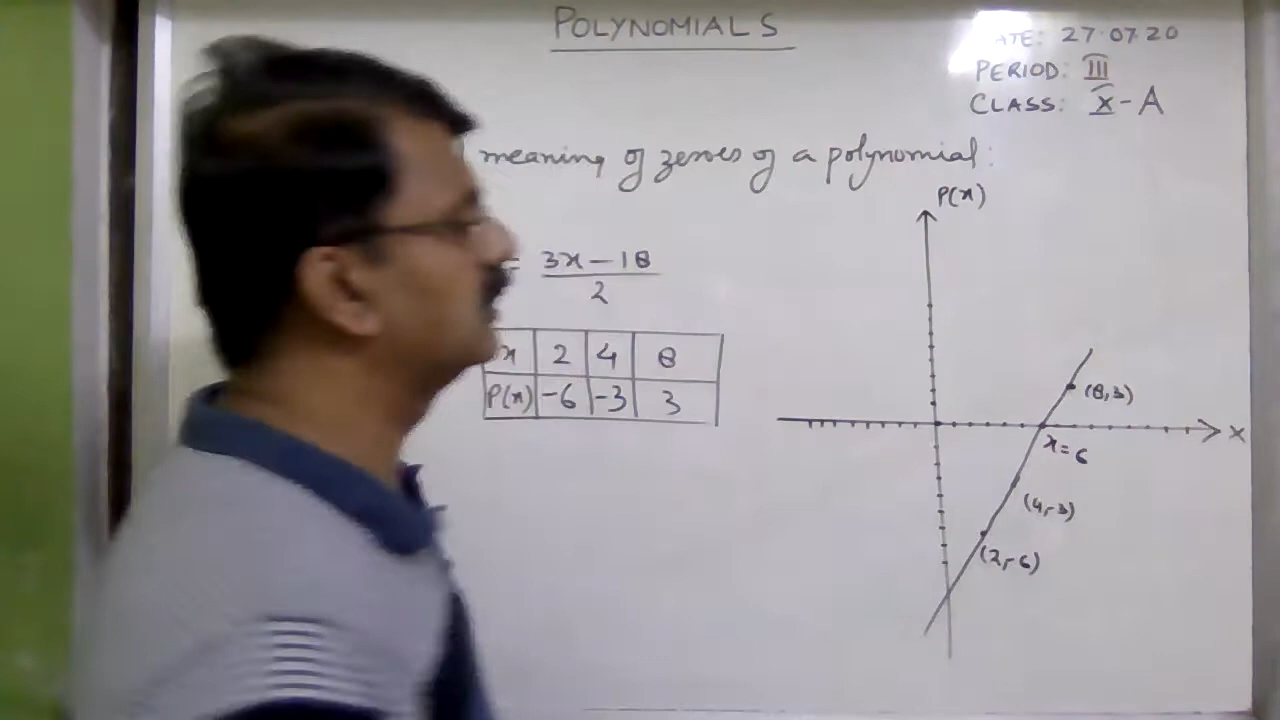 POLYNOMIALS
ATE: 27.07.20
PERIOD: III
CLASS: X-A
meaning of zeroes of a polynomial:
= 3x-18
2
x 2 4 8
P(x) -6 -3 3
P(x)
(8,3)
X
x=6
(4,-3)
(2,-6)